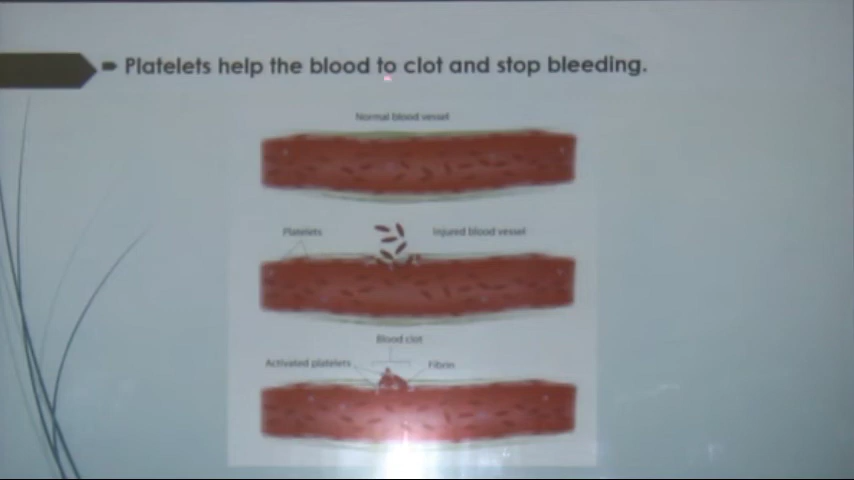 Platelets help the blood to clot and stop bleeding.
Normal blood vessel
Platelets
Injured blood vessel
Blood clot
Activated platelets
Fibrin